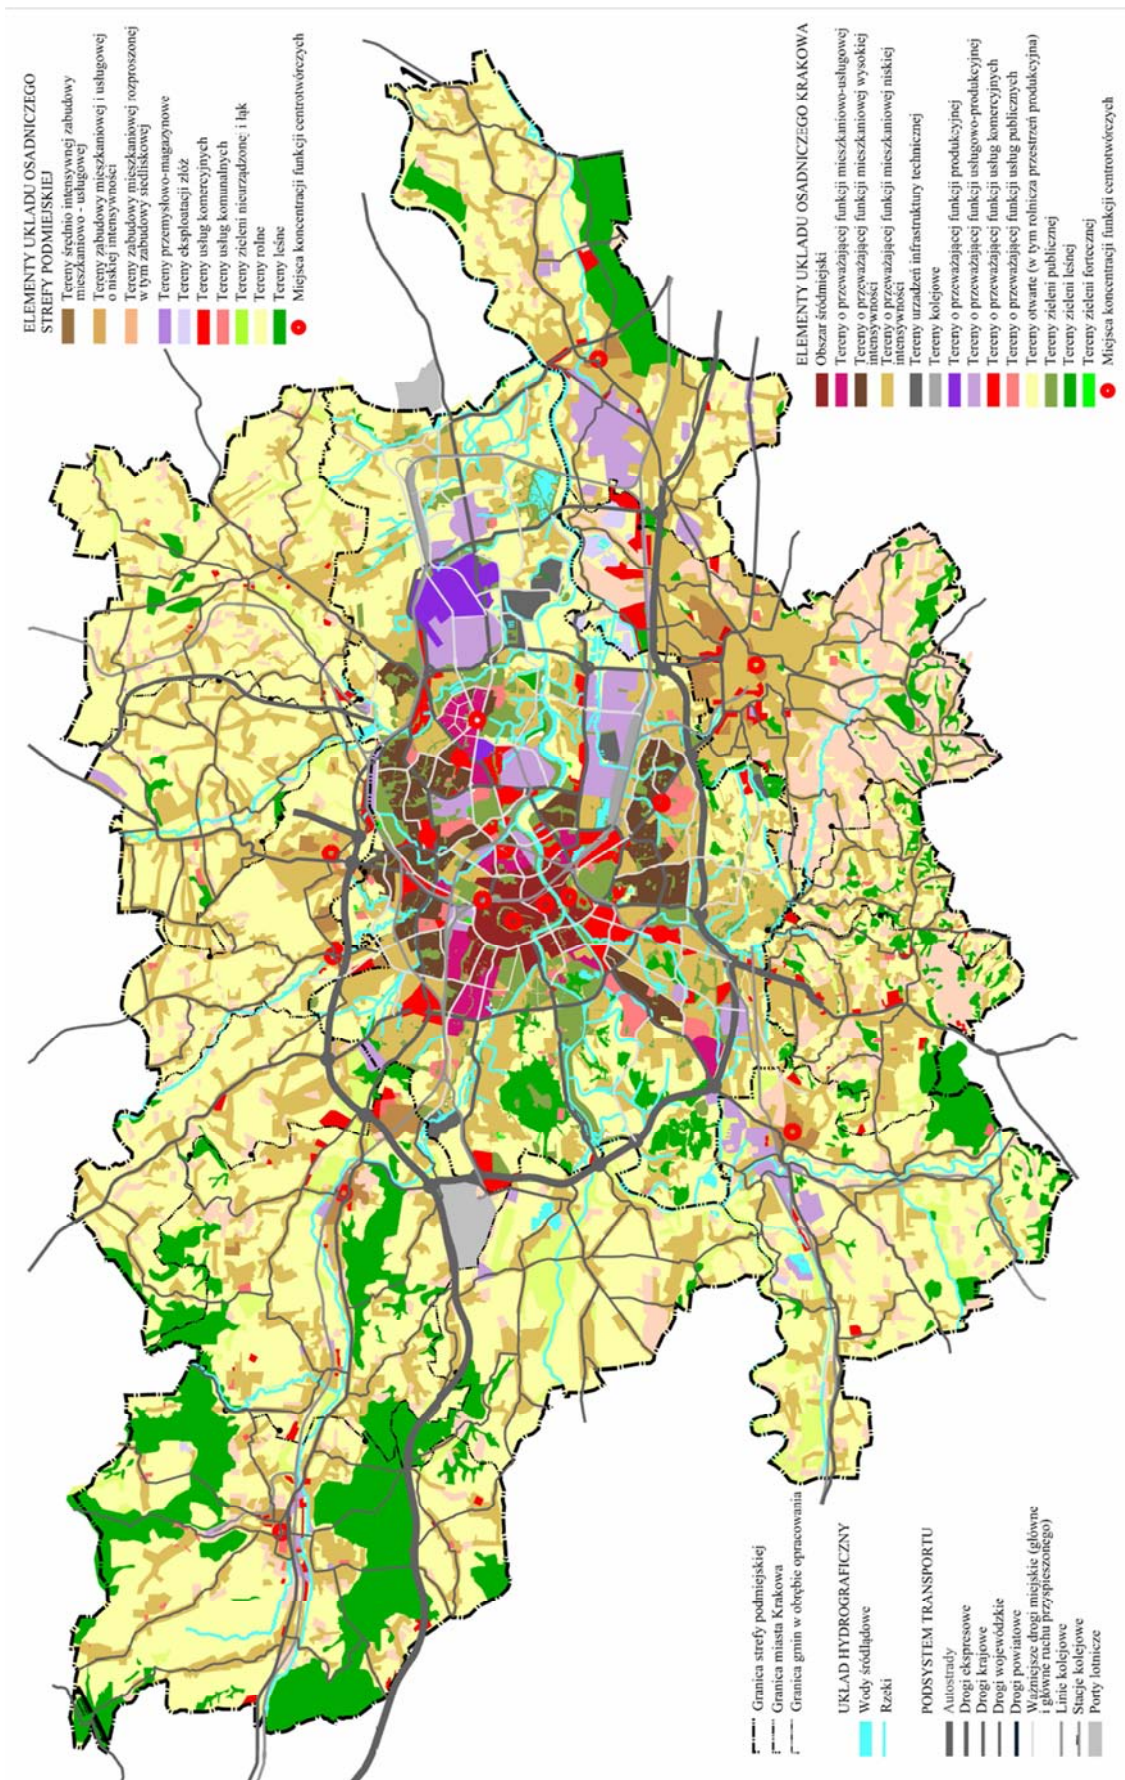 ELEMENTY UKŁADU OSADNICZEGO
STREFY PODMIEJSKIEJ
Tereny średnio intensywnej zabudowy
mieszkaniowo - usługowej
Tereny zabudowy mieszkaniowej i usługowej
o niskiej intensywności
Tereny zabudowy mieszkaniowej rozproszonej
w tym zabudowy siedliskowej
Tereny przemysłowo-magazynowe
Tereny eksploatacji złóż
Tereny usług komercyjnych
Tereny usług komunalnych
Tereny zieleni nieurządzonej i łąk
Tereny rolne
Tereny leśne
Miejsca koncentracji funkcji centrotwórczych
ELEMENTY UKŁADU OSADNICZEGO KRAKOWA
Obszar śródmiejski
Tereny o przeważającej funkcji mieszkaniowo-usługowej
Tereny o przeważającej funkcji mieszkaniowej wysokiej
intensywności
Tereny o przeważającej funkcji mieszkaniowej niskiej
intensywności
Tereny urządzeń infrastruktury technicznej
Tereny kolejowe
Tereny o przeważającej funkcji produkcyjnej
Tereny o przeważającej funkcji usługowo-produkcyjnej
Tereny o przeważającej funkcji usług komercyjnych
Tereny o przeważającej funkcji usług publicznych
Tereny otwarte (w tym rolnicza przestrzeń produkcyjna)
Tereny zieleni publicznej
Tereny zieleni leśnej
Tereny zieleni fortecznej
Miejsca koncentracji funkcji centrotwórczych
Granica strefy podmiejskiej
Granica miasta Krakowa
Granica gmin w obrębie opracowania
UKŁAD HYDROGRAFICZNY
Wody śródlądowe
Rzeki
PODSYSTEM TRANSPORTU
Autostrady
Drogi ekspresowe
Drogi krajowe
Drogi wojewódzkie
Drogi powiatowe
Ważniejsze drogi miejskie (główne
i główne ruchu przyspieszonego)
Linie kolejowe
Stacje kolejowe
Porty lotnicze